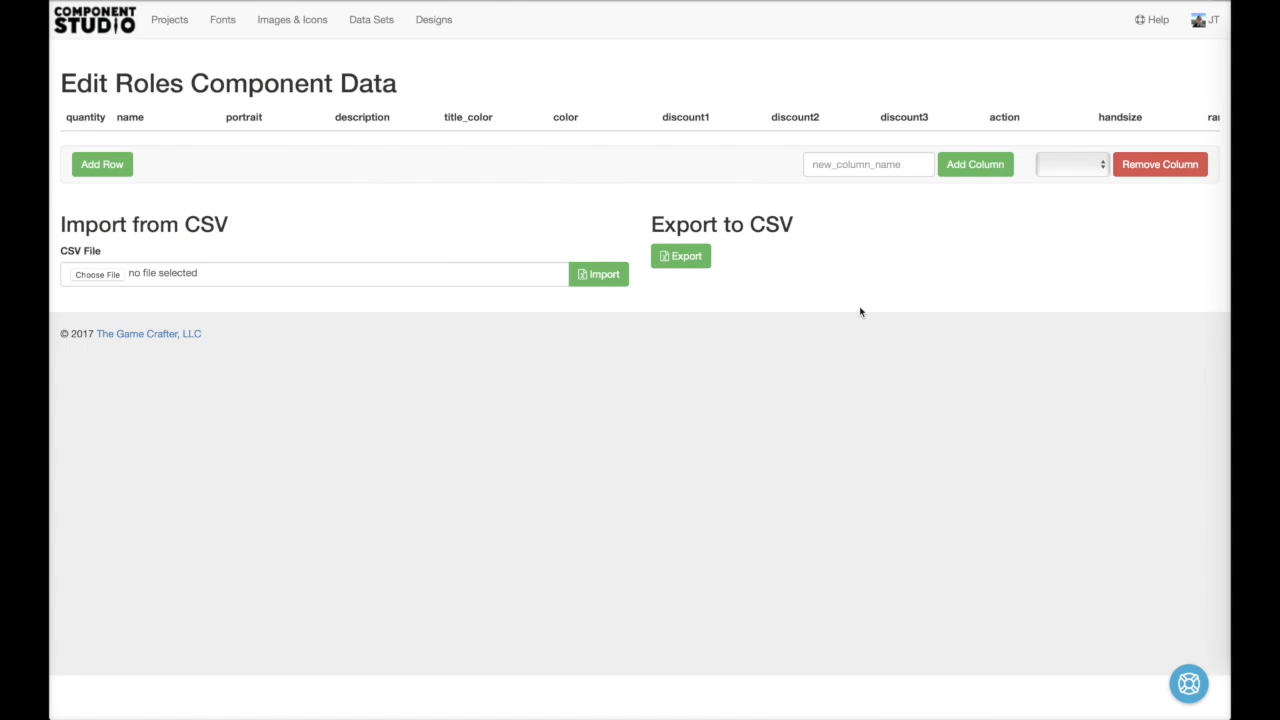 COMPONENT
STUDIO
Projects Fonts Images & Icons Data Sets Designs Help JT
Edit Roles Component Data
quantity name portrait description title_color color discount1 discount2 discount3 action handsize
Add Row new_column_name Add Column Remove Column
Import from CSV Export to CSV
CSV File
Choose File no file selected Import Export
© 2017 The Game Crafter, LLC